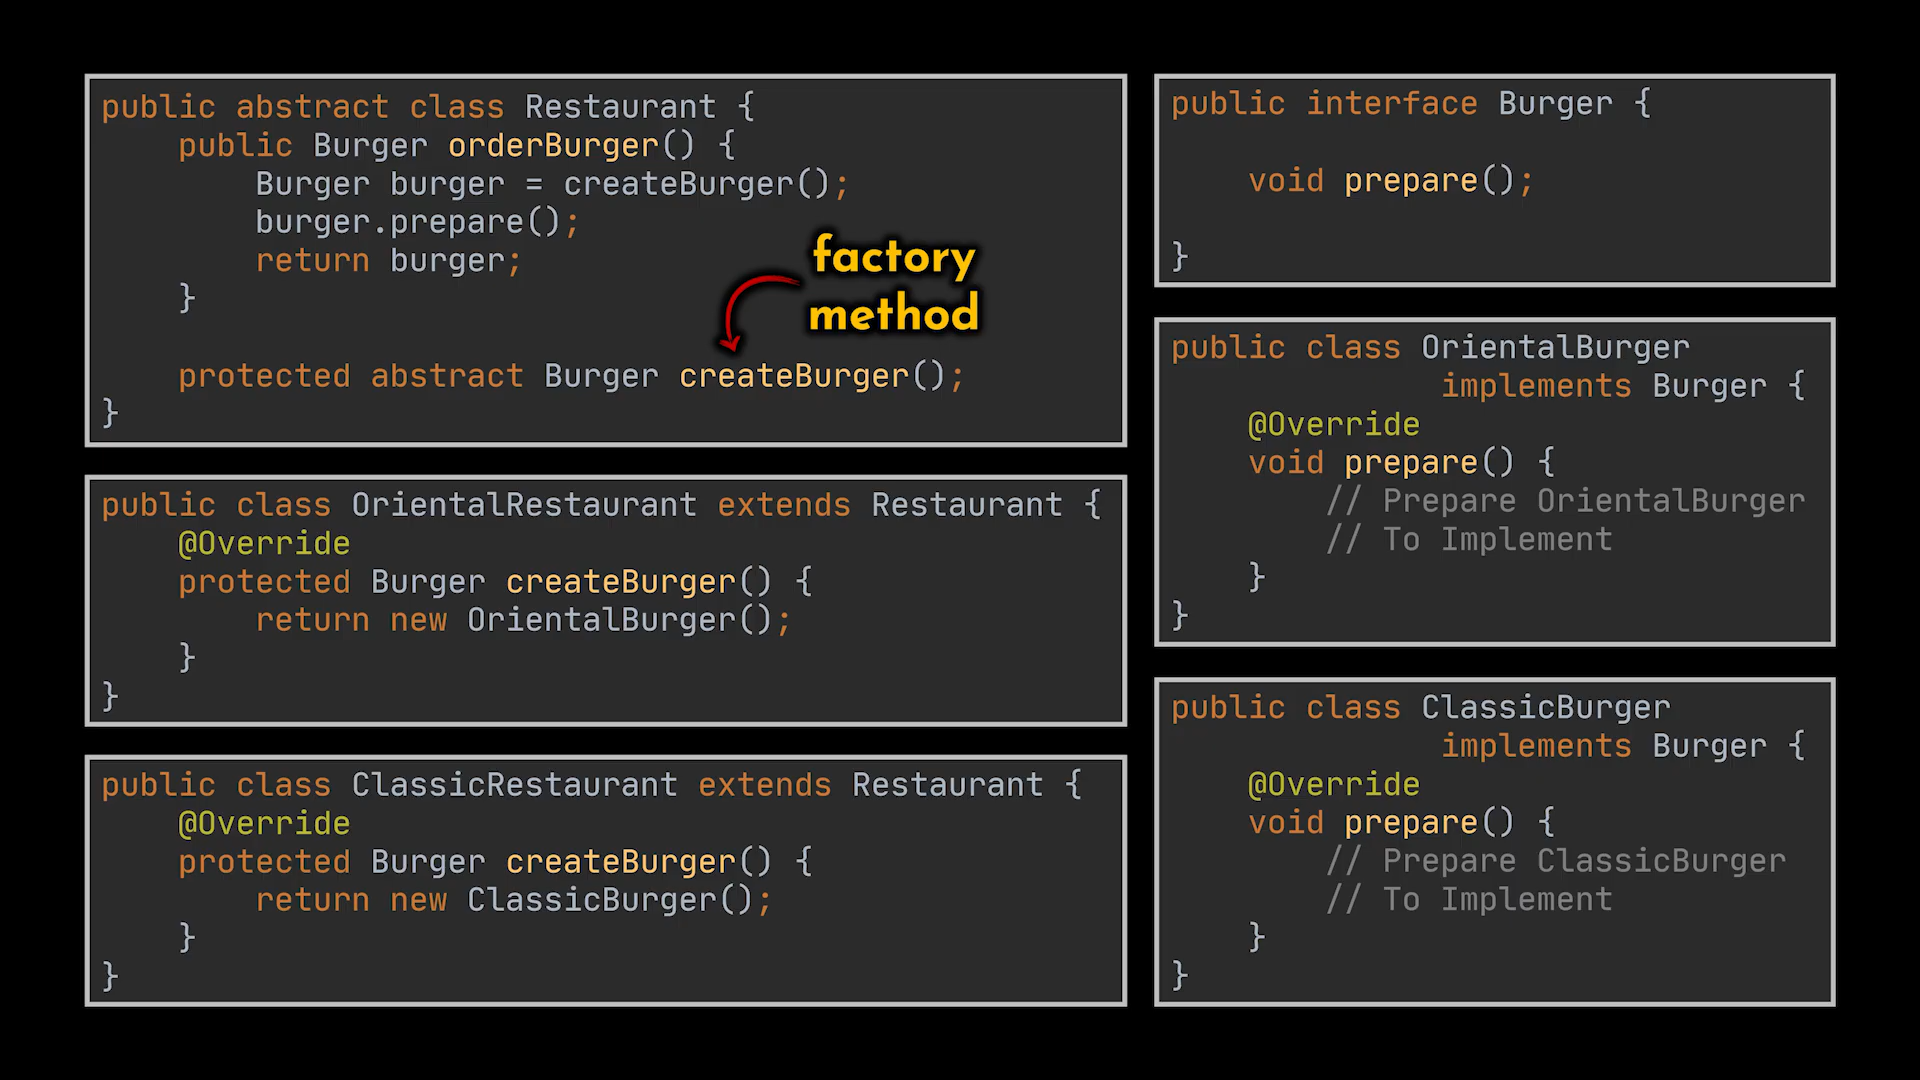 public abstract class Restaurant {
    public Burger orderBurger() {
        Burger burger = createBurger();
        burger.prepare();
        return burger;
    }
factory
method
    protected abstract Burger createBurger();
}
public class OrientalRestaurant extends Restaurant {
    @Override
    protected Burger createBurger() {
        return new OrientalBurger();
    }
}
public class ClassicRestaurant extends Restaurant {
    @Override
    protected Burger createBurger() {
        return new ClassicBurger();
    }
}
public interface Burger {
    void prepare();
}
public class OrientalBurger
              implements Burger {
    @Override
    void prepare() {
        // Prepare OrientalBurger
        // To Implement
    }
}
public class ClassicBurger
              implements Burger {
    @Override
    void prepare() {
        // Prepare ClassicBurger
        // To Implement
    }
}